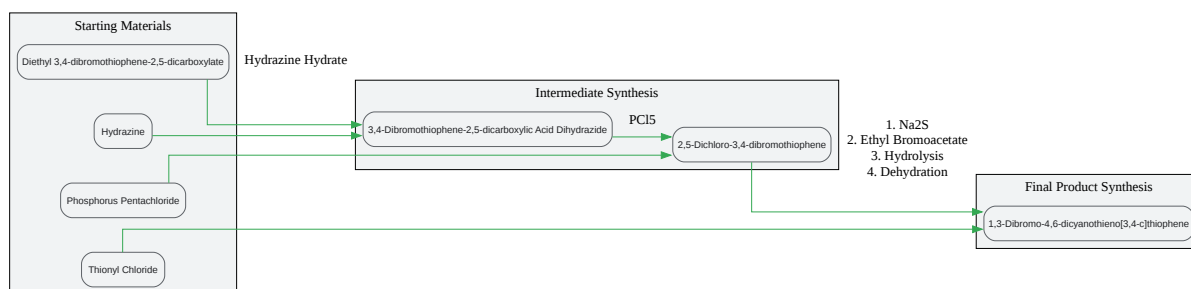 Starting Materials
Diethyl 3,4-dibromothiophene-2,5-dicarboxylate
Hydrazine Hydrate
Intermediate Synthesis
Hydrazine
3,4-Dibromothiophene-2,5-dicarboxylic Acid Dihydrazide
PCl5
2,5-Dichloro-3,4-dibromothiophene
1. Na2S
2. Ethyl Bromoacetate
3. Hydrolysis
4. Dehydration
Phosphorus Pentachloride
Final Product Synthesis
1,3-Dibromo-4,6-dicyanothieno[3,4-c]thiophene
Thionyl Chloride